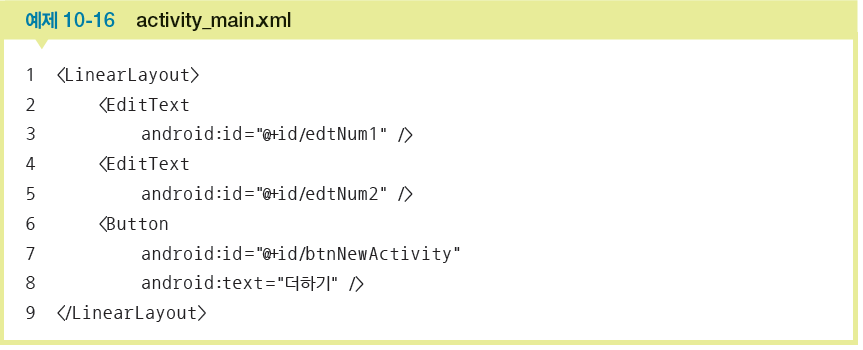 예제 10-16 activity_main.xml
1 <LinearLayout>
2 <EditText
3 android:id="@+id/edtNum1" />
4 <EditText
5 android:id="@+id/edtNum2" />
6 <Button
7 android:id="@+id/btnNewActivity"
8 android:text="더하기" />
9 </LinearLayout>